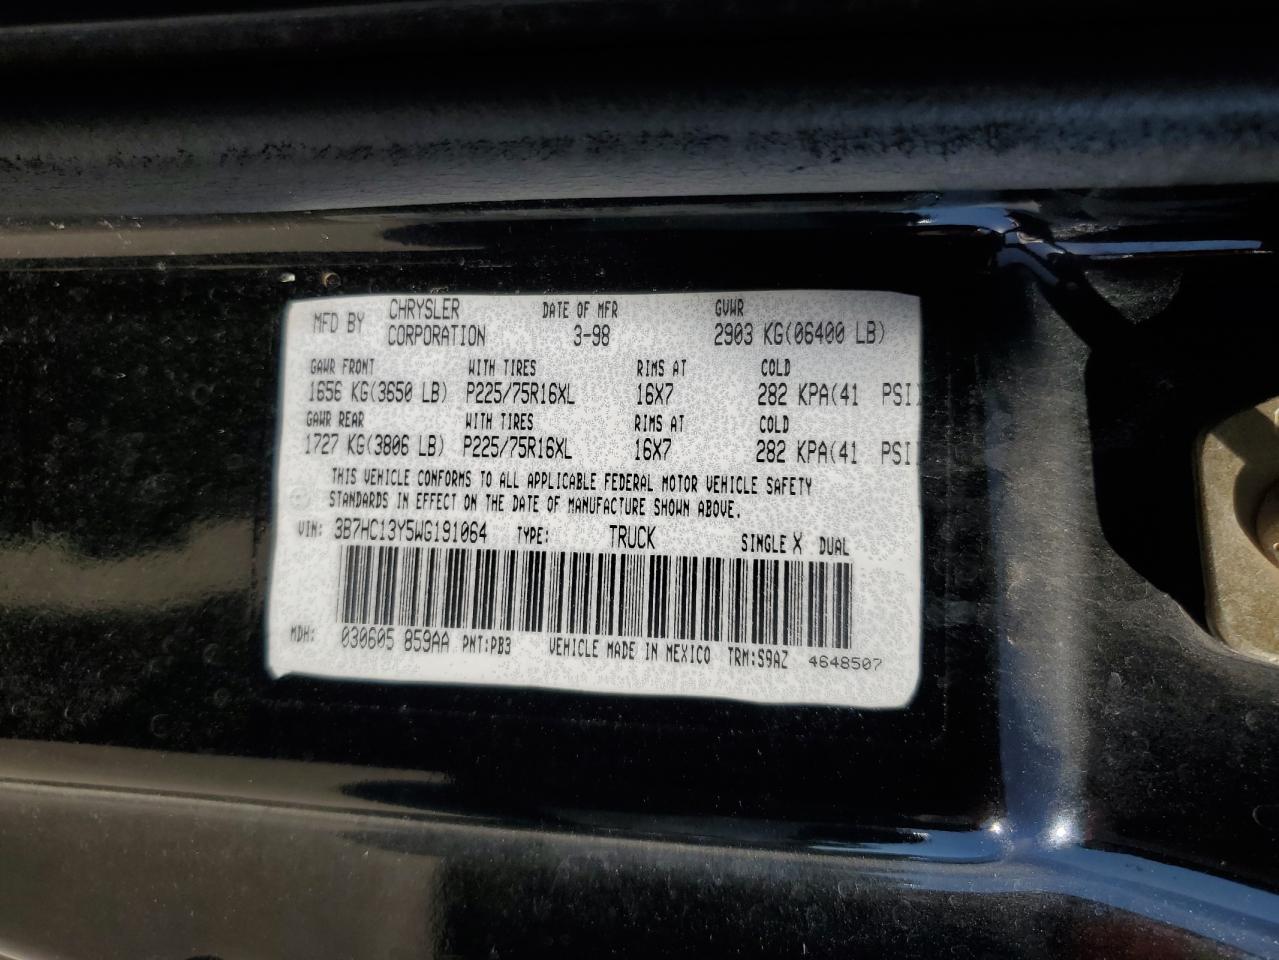 MFD BY CHRYSLER CORPORATION DATE OF MFR 3-98 GVWR 2903 KG(06400 LB)
GAWR FRONT WITH TIRES RIMS AT COLD
1656 KG(3650 LB) P225/75R16XL 16X7 282 KPA(41 PSI)
GAWR REAR WITH TIRES RIMS AT COLD
1727 KG(3806 LB) P225/75R16XL 16X7 282 KPA(41 PSI
THIS VEHICLE CONFORMS TO ALL APPLICABLE FEDERAL MOTOR VEHICLE SAFETY
STANDARDS IN EFFECT ON THE DATE OF MANUFACTURE SHOWN ABOVE.
VIN: 3B7HC13Y5WG191064 TYPE: TRUCK SINGLE X DUAL
MDH: 030605 859AA PNT:PB3 VEHICLE MADE IN MEXICO TRM:S9AZ 4648507